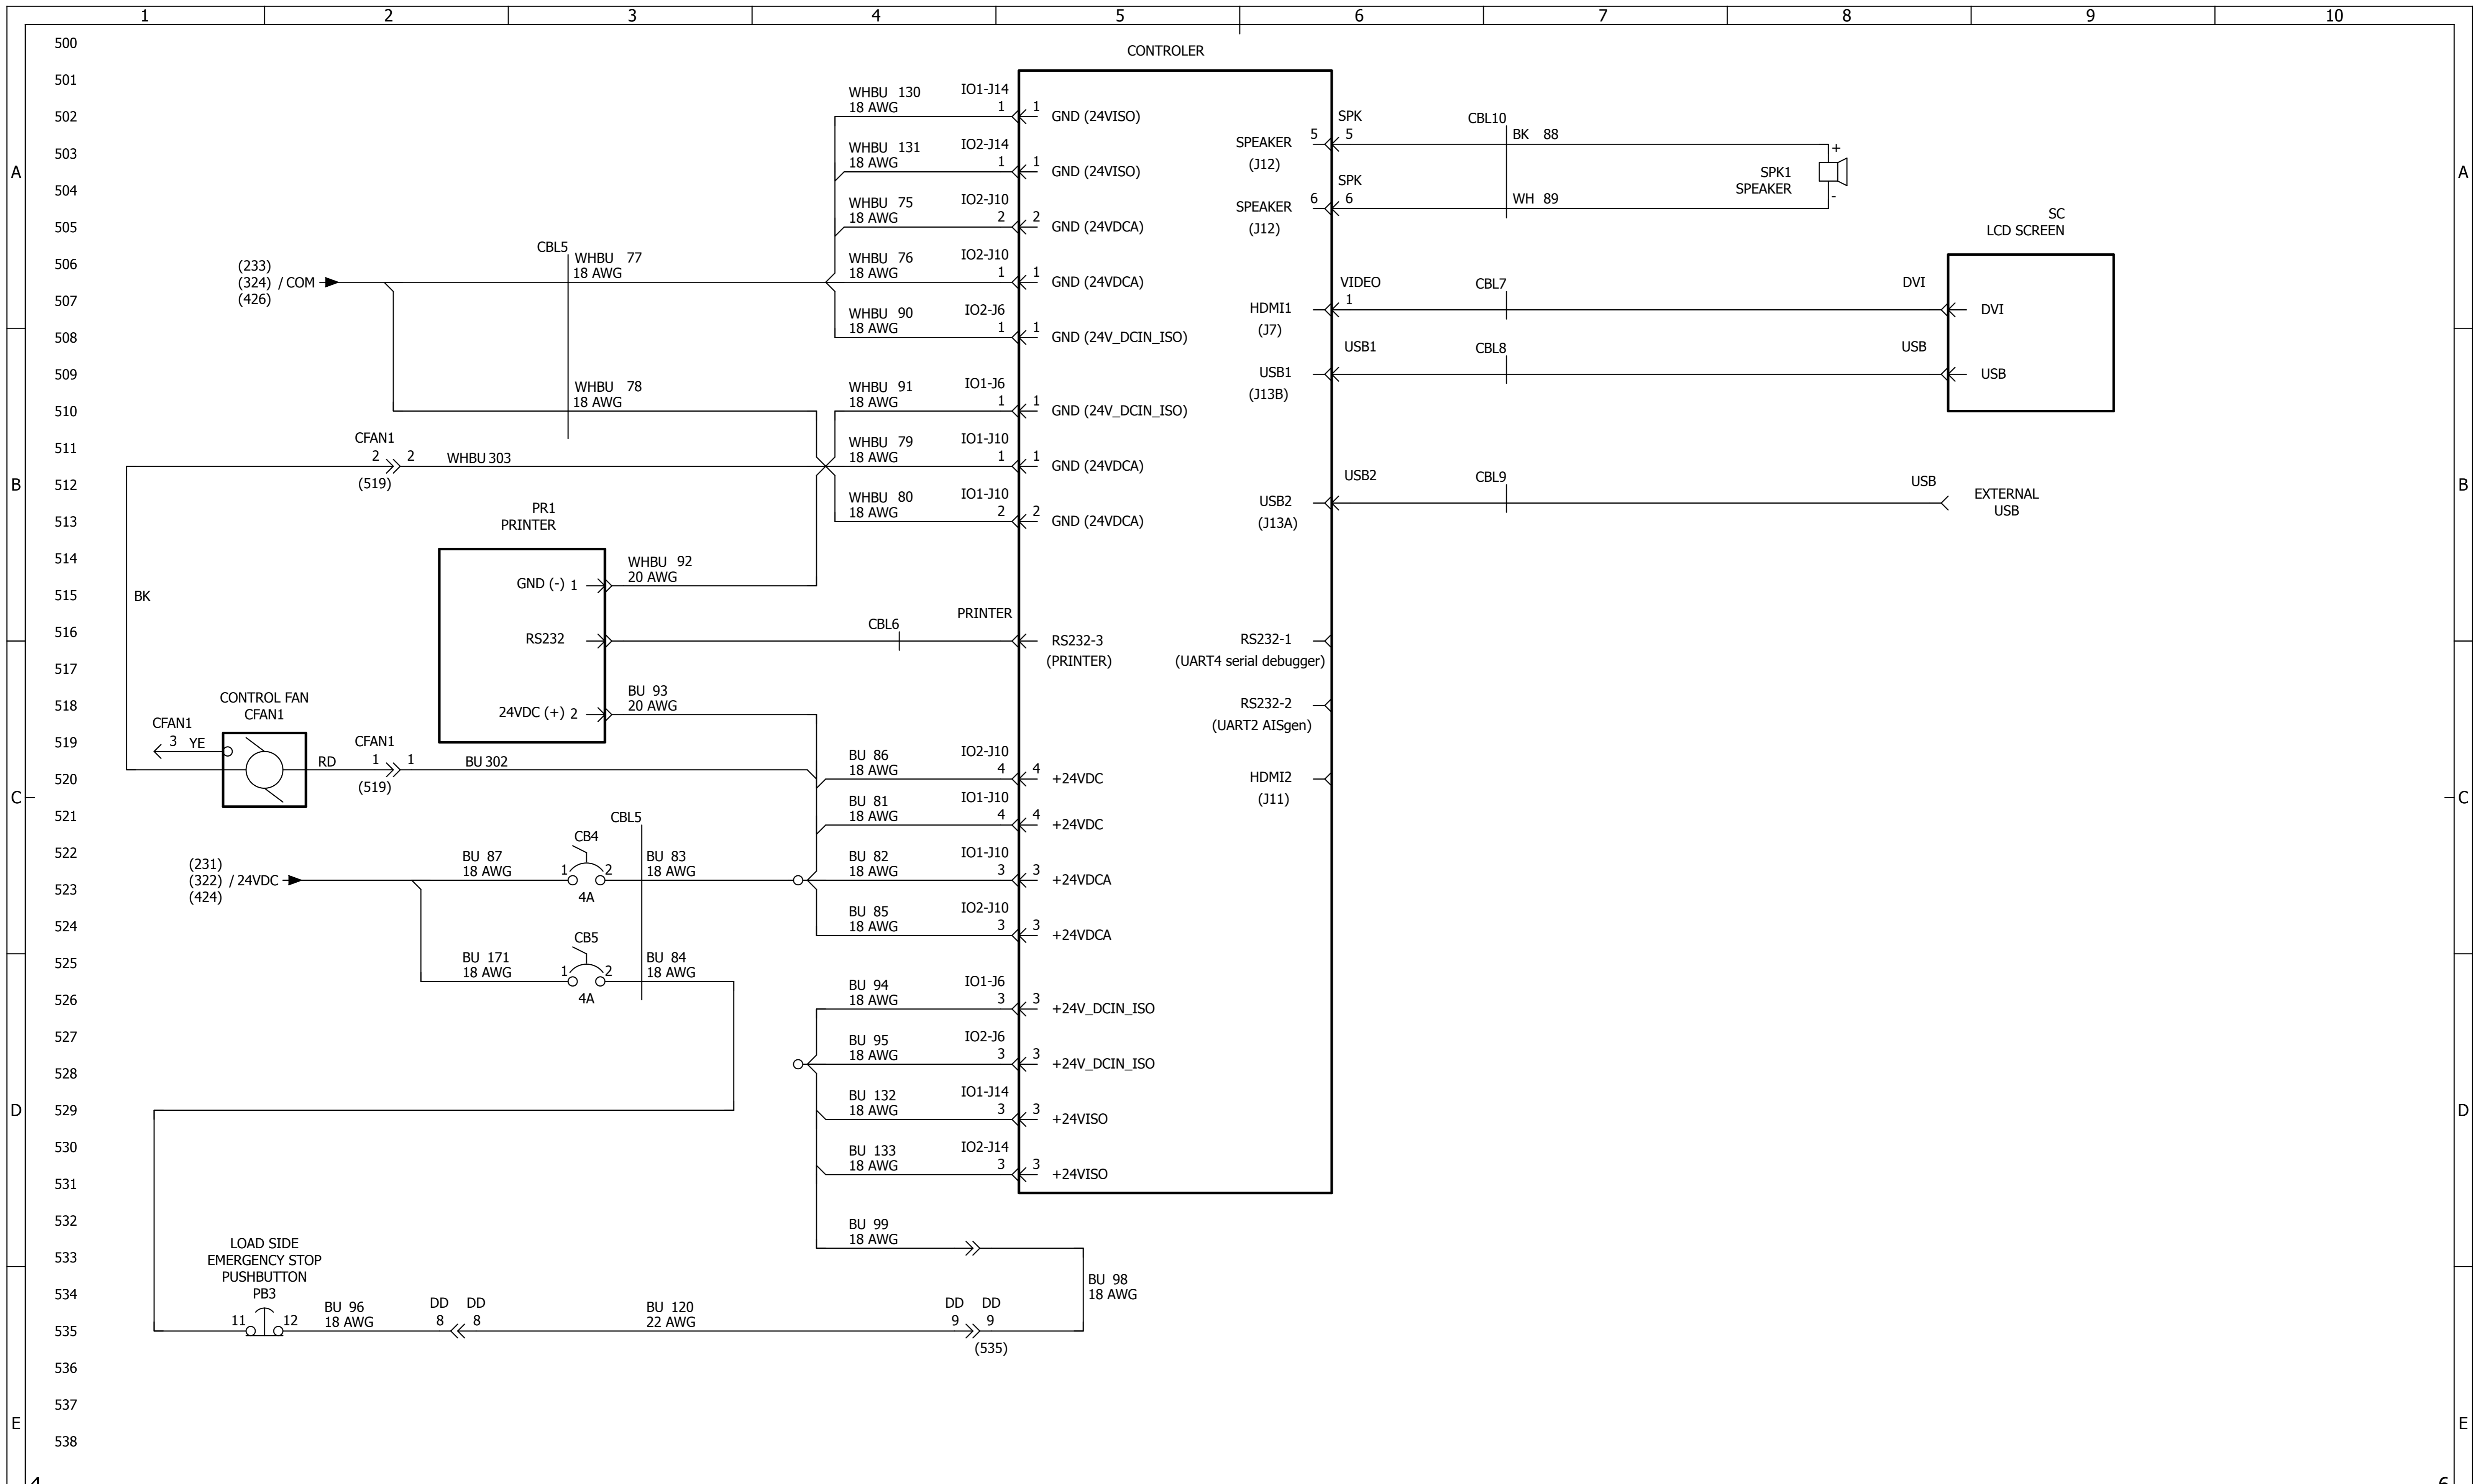 1 2 3 4 5 6 7 8 9 10
500
CONTROLER
501
WHBU 130 IO1-J14
18 AWG 1 1
502 GND (24VISO) SPK CBL10
SPEAKER 5 5 BK 88
503 WHBU 131 IO2-J14
18 AWG 1 1 (J12) +
A GND (24VISO) SPK1 A
SPK SPEAKER
504 WHBU 75 IO2-J10
18 AWG 2 2 SPEAKER 6 6 WH 89 -
505 GND (24VDCA) (J12) SC
LCD SCREEN
CBL5
506 WHBU 77 WHBU 76 IO2-J10
(233) 18 AWG 18 AWG 1 1
(324) / COM GND (24VDCA) VIDEO CBL7 DVI
(426) 1
507 WHBU 90 IO2-J6 HDMI1 DVI
18 AWG 1 1 (J7)
508 GND (24V_DCIN_ISO) USB1 CBL8 USB
509 WHBU 78 WHBU 91 IO1-J6 USB1 USB
18 AWG 18 AWG 1 1 (J13B)
510 GND (24V_DCIN_ISO)
511 CFAN1 WHBU 79 IO1-J10
2 2 WHBU 303 18 AWG 1 1
GND (24VDCA) USB2 CBL9 USB
B (519) B
512 WHBU 80 IO1-J10 EXTERNAL
18 AWG 2 2 USB2 USB
PR1
513 PRINTER GND (24VDCA) (J13A)
514 WHBU 92
GND (-) 1 20 AWG
515 BK
PRINTER
516 CBL6
RS232 RS232-3 RS232-1
517 (PRINTER) (UART4 serial debugger)
518 CONTROL FAN BU 93
CFAN1 24VDC (+) 2 20 AWG RS232-2
CFAN1 (UART2 AISgen)
519 3 YE CFAN1 BU 86 IO2-J10
RD 1 1 BU 302 18 AWG 4 4
520 (519) +24VDC HDMI2
C BU 81 IO1-J10 (J11) C
521 CBL5 18 AWG 4 4
CB4 +24VDC
522 BU 87 BU 83 BU 82 IO1-J10
(231) 18 AWG 1 2 18 AWG 18 AWG 3 3
(322) / 24VDC +24VDCA
523 (424) 4A
BU 85 IO2-J10
524 18 AWG 3 3
CB5 +24VDCA
525 BU 171 BU 84
18 AWG 1 2 18 AWG
526 4A BU 94 IO1-J6
18 AWG 3 3
+24V_DCIN_ISO
527 BU 95 IO2-J6
18 AWG 3 3
528 +24V_DCIN_ISO
BU 132 IO1-J14
D 529 18 AWG 3 3 D
+24VISO
530 BU 133 IO2-J14
18 AWG 3 3
531 +24VISO
532 BU 99
18 AWG
533 LOAD SIDE
EMERGENCY STOP
PUSHBUTTON
534 PB3 BU 98
18 AWG
11 12 BU 96 DD DD BU 120 DD DD
535 18 AWG 8 8 22 AWG 9 9
(535)
536
537
E E
538
4 6